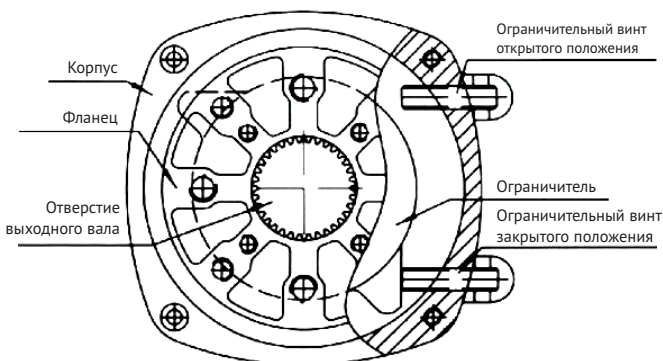 Корпус
Фланец
Отверстие
выходного вала
Ограничительный винт
открытого положения
Ограничитель
Ограничительный винт
закрытого положения